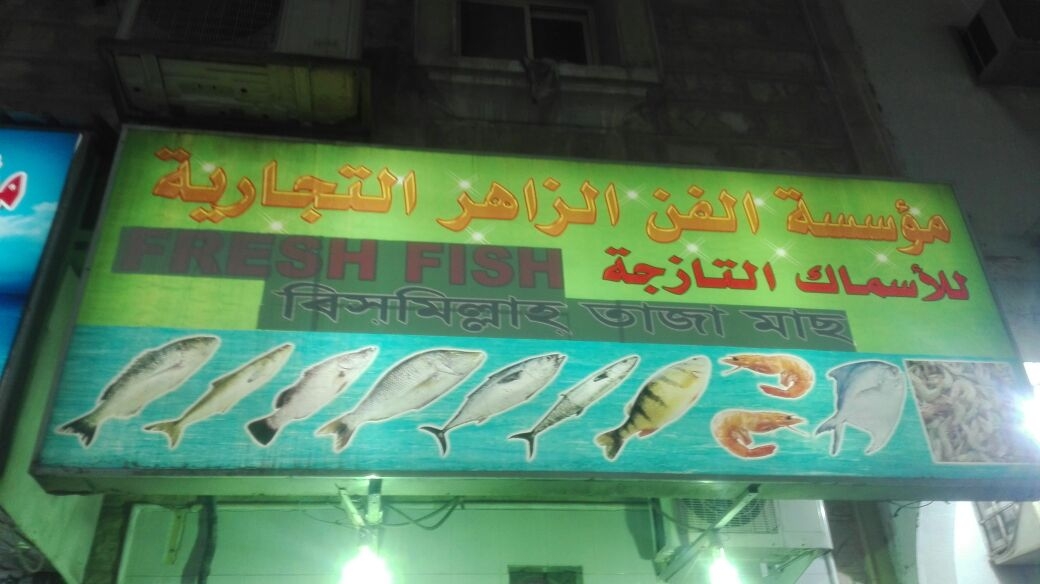 مؤسسة الفن الزاهر التجارية
للأسماك التازجة
FRESH FISH
বিসমিল্লাহ্ তাজা মাছ